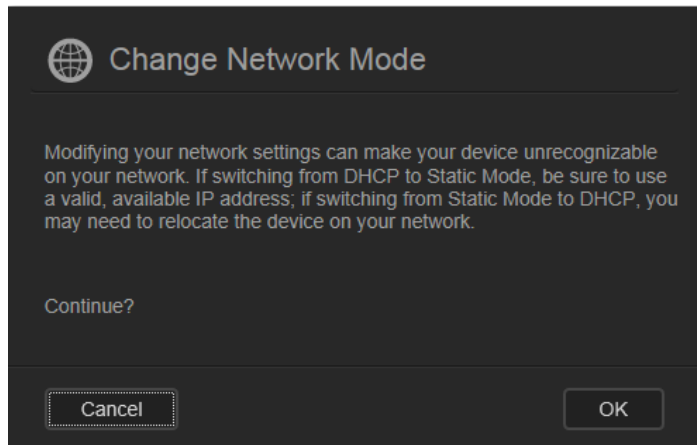 Change Network Mode
Modifying your network settings can make your device unrecognizable
on your network. If switching from DHCP to Static Mode, be sure to use
a valid, available IP address; if switching from Static Mode to DHCP, you
may need to relocate the device on your network.
Continue?
Cancel
OK